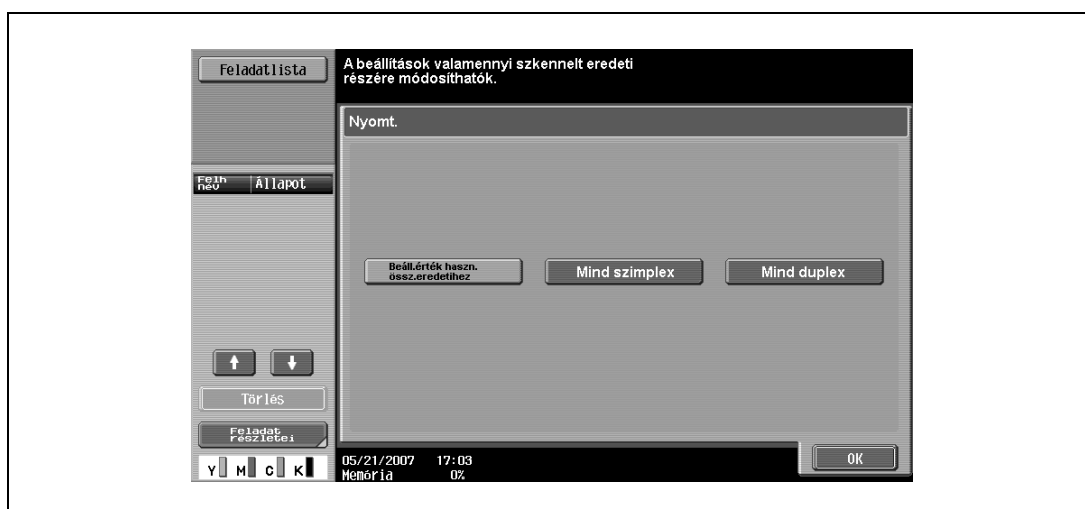 Feladatlista
A beállítások valamennyi szkennelt eredeti
részére módosíthatók.
Nyomt.
Felh
név
Állapot
Beáll.érték haszn.
össz.eredetihez
Mind szimplex
Mind duplex
Törlés
Feladat
részletei
Y M C K
05/21/2007 17:03
Memória 0%
OK